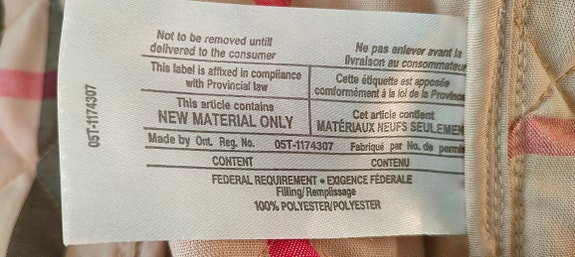 Not to be removed untill
delivered to the consumer
Ne pas enlever avant la
livraison au consommateur
This label is affixed in compliance
with Provincial law
Cette étiquette est apposée
conformément à la loi de la Province
This article contains
NEW MATERIAL ONLY
Cet article contient
MATÉRIAUX NEUFS SEULEMEN
Made by Ont. Reg. No. 05T-1174307 Fabriqué par No. de permis
CONTENT CONTENU
FEDERAL REQUIREMENT • EXIGENCE FÉDERALE
Filling/Remplissage
100% POLYESTER/POLYESTER
05T-1174307